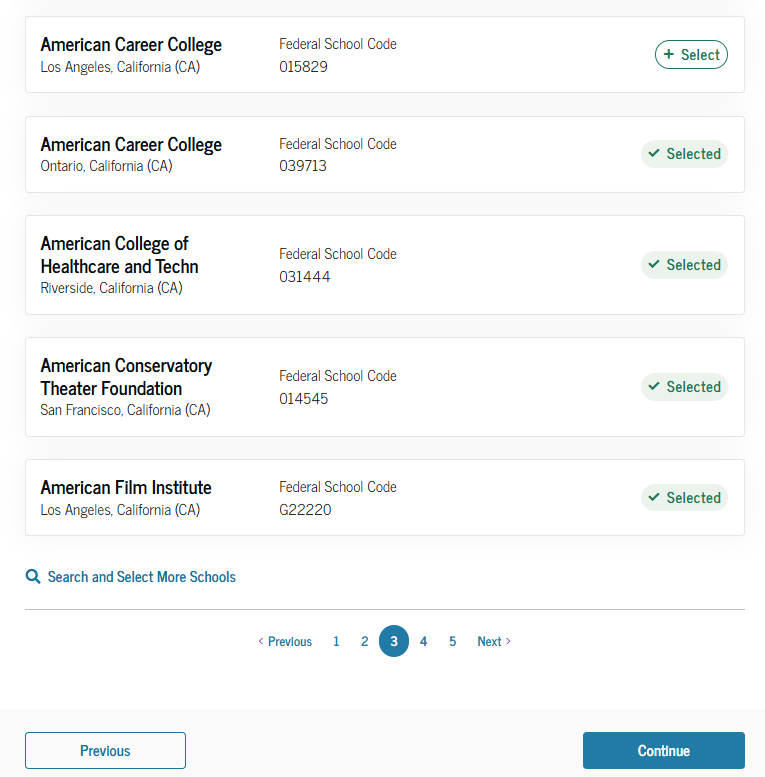 American Career College
Los Angeles, California (CA)
Federal School Code
015829
Select
American Career College
Ontario, California (CA)
Federal School Code
039713
Selected
American College of
Healthcare and Techn
Riverside, California (CA)
Federal School Code
031444
Selected
American Conservatory
Theater Foundation
San Francisco, California (CA)
Federal School Code
014545
Selected
American Film Institute
Los Angeles, California (CA)
Federal School Code
G22220
Selected
Search and Select More Schools
Previous 1 2 3 4 5 Next
Previous
Continue